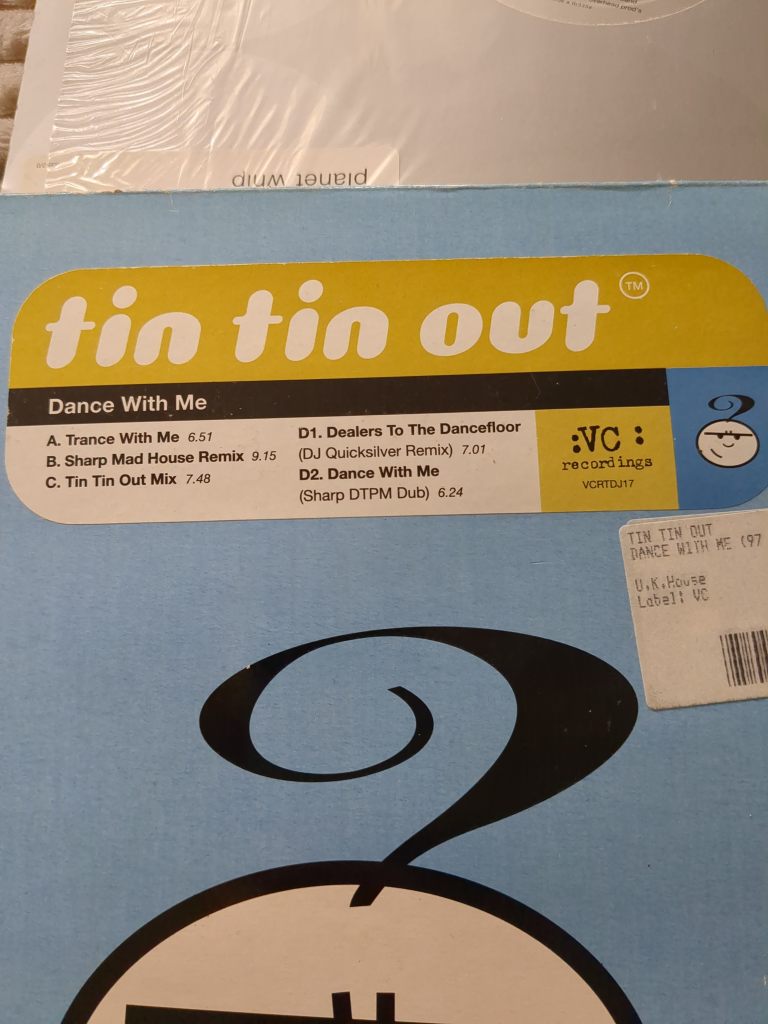 planet whip
tin tin out TM
Dance With Me
A. Trance With Me 6.51
B. Sharp Mad House Remix 9.15
C. Tin Tin Out Mix 7.48
D1. Dealers To The Dancefloor
(DJ Quicksilver Remix) 7.01
D2. Dance With Me
(Sharp DTPM Dub) 6.24
:VC :
recordings
VCRTDJ17
TIN TIN OUT
DANCE WITH ME (97
U.K.House
Label: VC